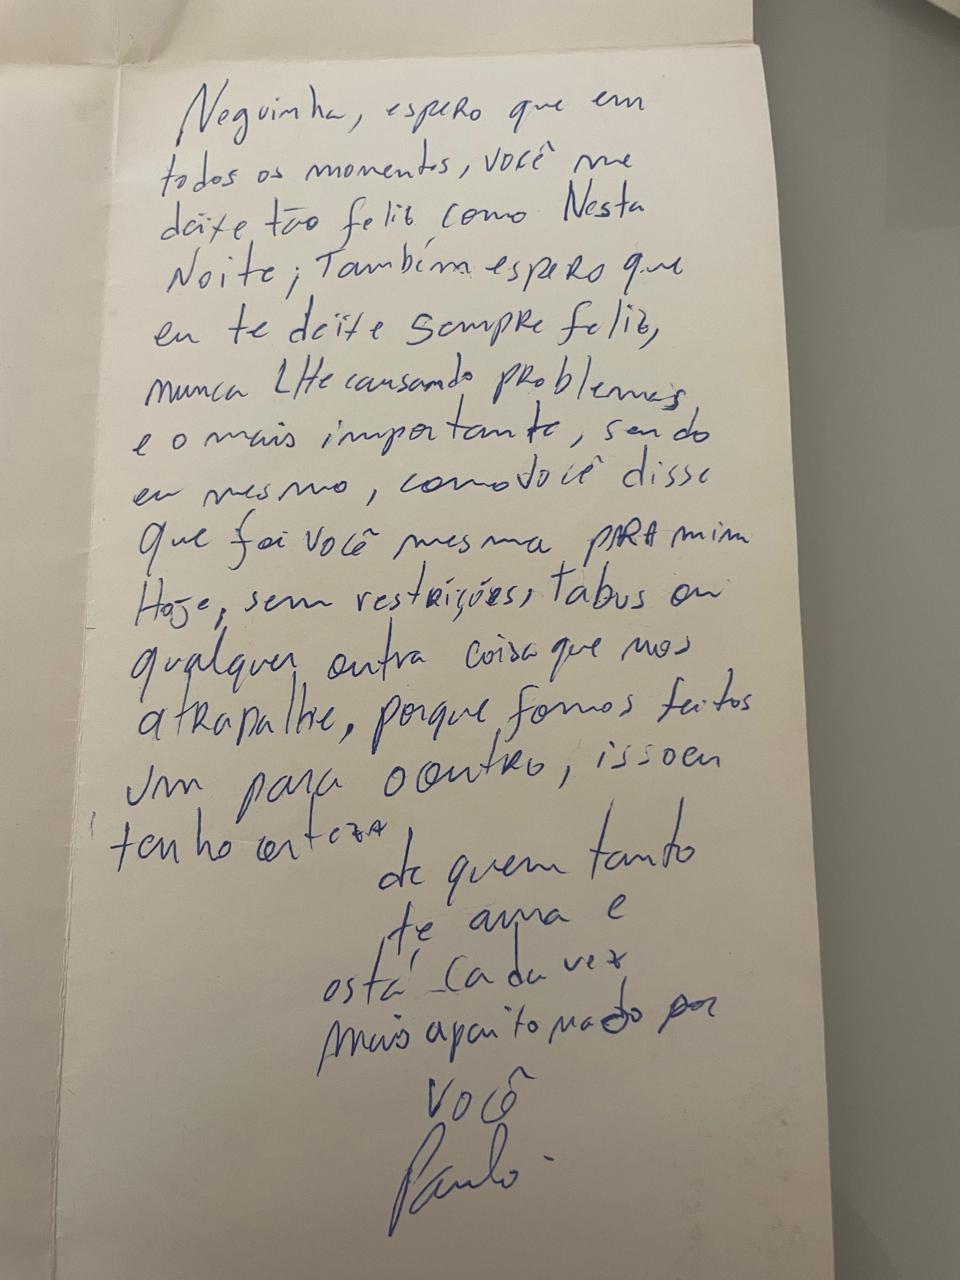 Neguinha, espero que em
todos os momentos, você me
deixe tão feliz como Nesta
Noite; Também espero que
eu te deixe sempre feliz,
nunca lhe causando problemas,
e o mais importante, sendo
eu mesmo, como você disse
que foi você mesma para mim
Hoje, sem restrições, tabus ou
qualquer outra coisa que nos
atrapalhe, porque fomos feitos
um para o outro, isso eu
tenho certeza,
de quem tanto
te ama e
está cada vez
mais apaixonado por
você
Paulo.